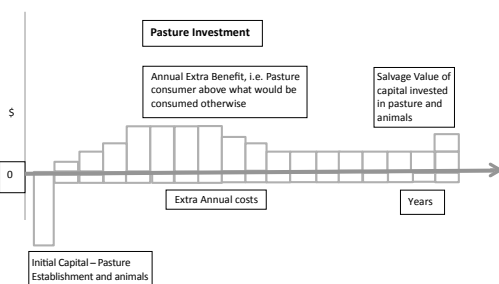 Pasture Investment
Annual Extra Benefit, i.e. Pasture
consumer above what would be
consumed otherwise
Salvage Value of
capital invested
in pasture and
animals
$
0
Extra Annual costs
Years
Initial Capital – Pasture
Establishment and animals